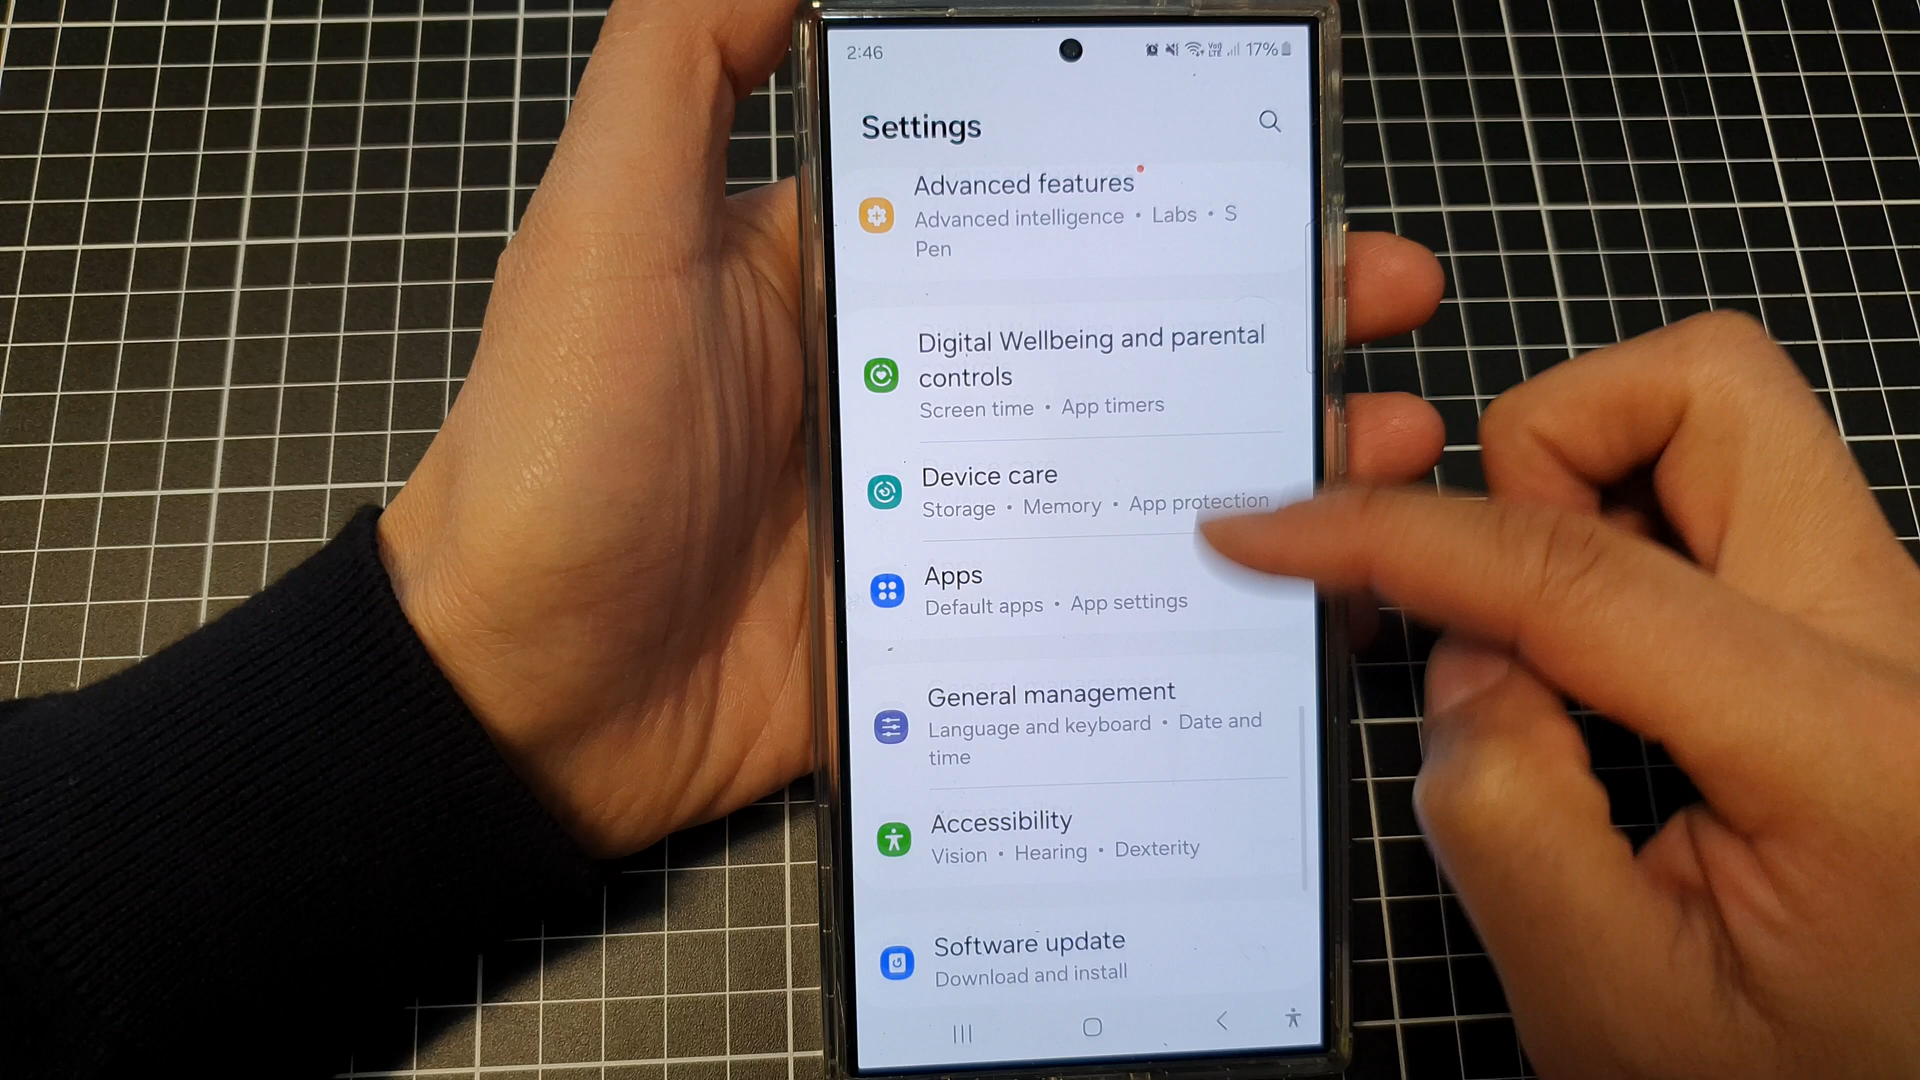 2:46 17%
Settings
Advanced features
Advanced intelligence • Labs • S
Pen
Digital Wellbeing and parental
controls
Screen time • App timers
Device care
Storage • Memory • App protection
Apps
Default apps • App settings
General management
Language and keyboard • Date and
time
Accessibility
Vision • Hearing • Dexterity
Software update
Download and install